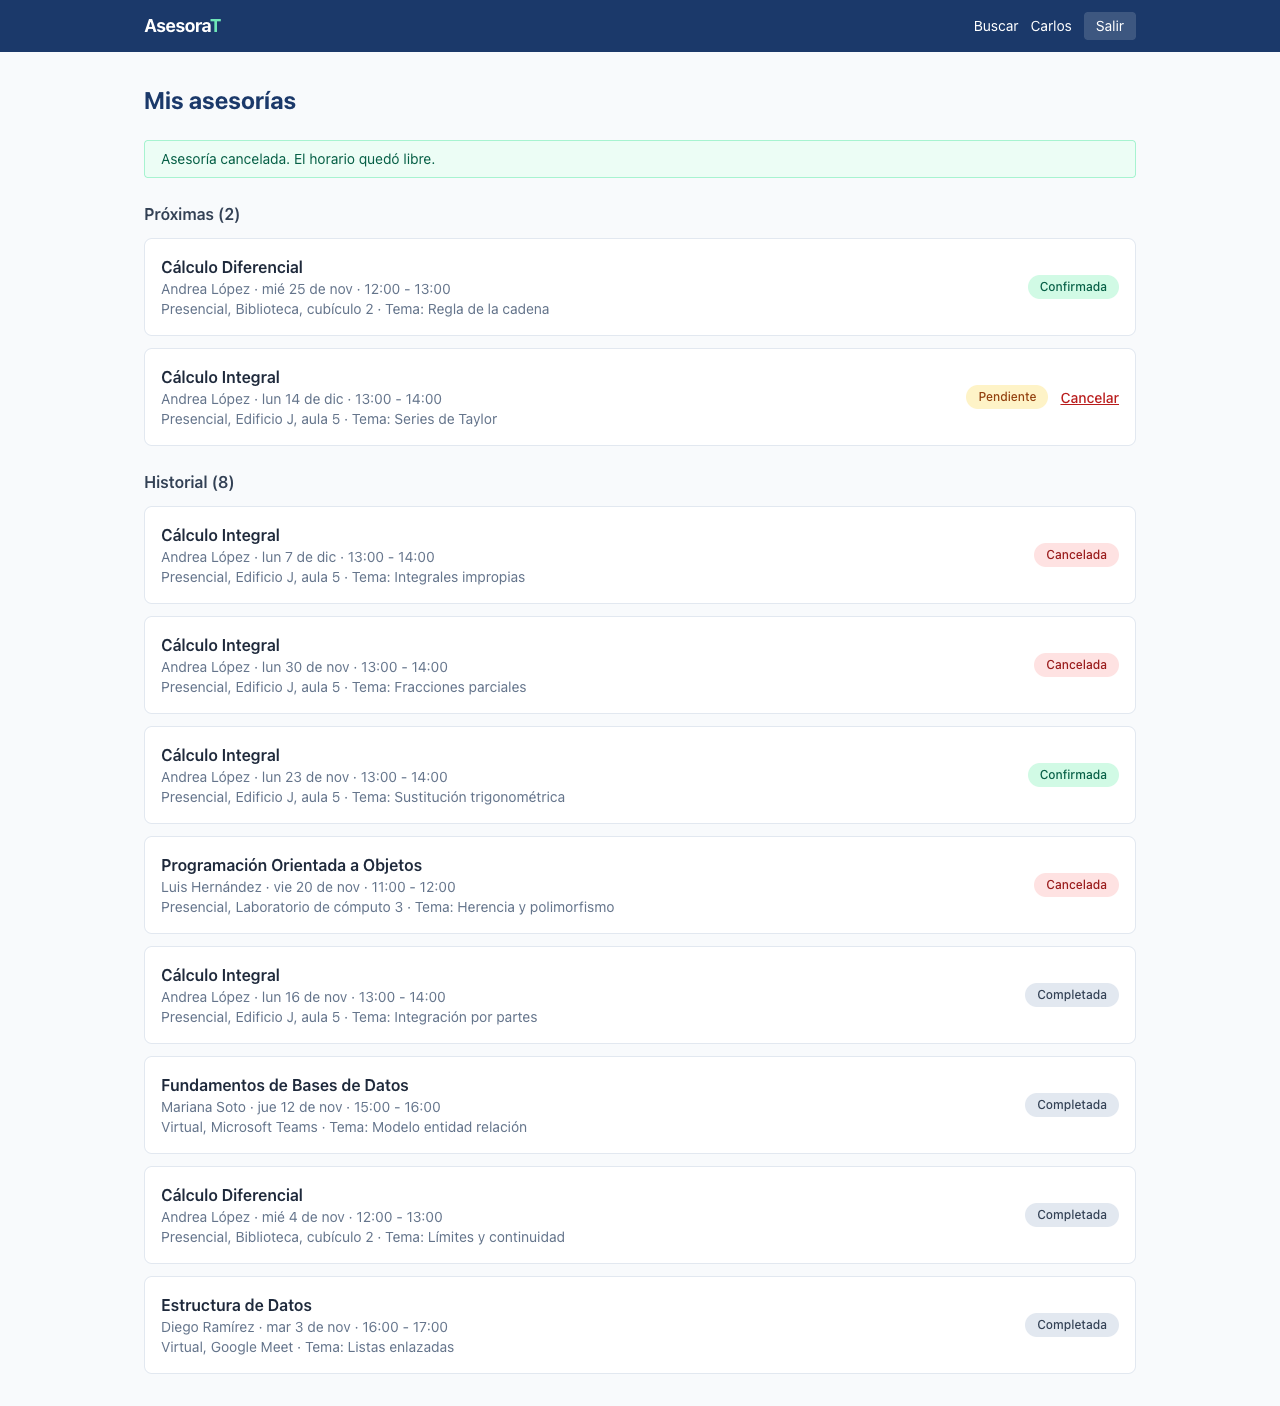 AsesoraT
Buscar Carlos Salir
Mis asesorías
Asesoría cancelada. El horario quedó libre.
Próximas (2)
Cálculo Diferencial
Andrea López · mié 25 de nov · 12:00 - 13:00
Presencial, Biblioteca, cubículo 2 · Tema: Regla de la cadena
Confirmada
Cálculo Integral
Andrea López · lun 14 de dic · 13:00 - 14:00
Presencial, Edificio J, aula 5 · Tema: Series de Taylor
Pendiente Cancelar
Historial (8)
Cálculo Integral
Andrea López · lun 7 de dic · 13:00 - 14:00
Presencial, Edificio J, aula 5 · Tema: Integrales impropias
Cancelada
Cálculo Integral
Andrea López · lun 30 de nov · 13:00 - 14:00
Presencial, Edificio J, aula 5 · Tema: Fracciones parciales
Cancelada
Cálculo Integral
Andrea López · lun 23 de nov · 13:00 - 14:00
Presencial, Edificio J, aula 5 · Tema: Sustitución trigonométrica
Confirmada
Programación Orientada a Objetos
Luis Hernández · vie 20 de nov · 11:00 - 12:00
Presencial, Laboratorio de cómputo 3 · Tema: Herencia y polimorfismo
Cancelada
Cálculo Integral
Andrea López · lun 16 de nov · 13:00 - 14:00
Presencial, Edificio J, aula 5 · Tema: Integración por partes
Completada
Fundamentos de Bases de Datos
Mariana Soto · jue 12 de nov · 15:00 - 16:00
Virtual, Microsoft Teams · Tema: Modelo entidad relación
Completada
Cálculo Diferencial
Andrea López · mié 4 de nov · 12:00 - 13:00
Presencial, Biblioteca, cubículo 2 · Tema: Límites y continuidad
Completada
Estructura de Datos
Diego Ramírez · mar 3 de nov · 16:00 - 17:00
Virtual, Google Meet · Tema: Listas enlazadas
Completada